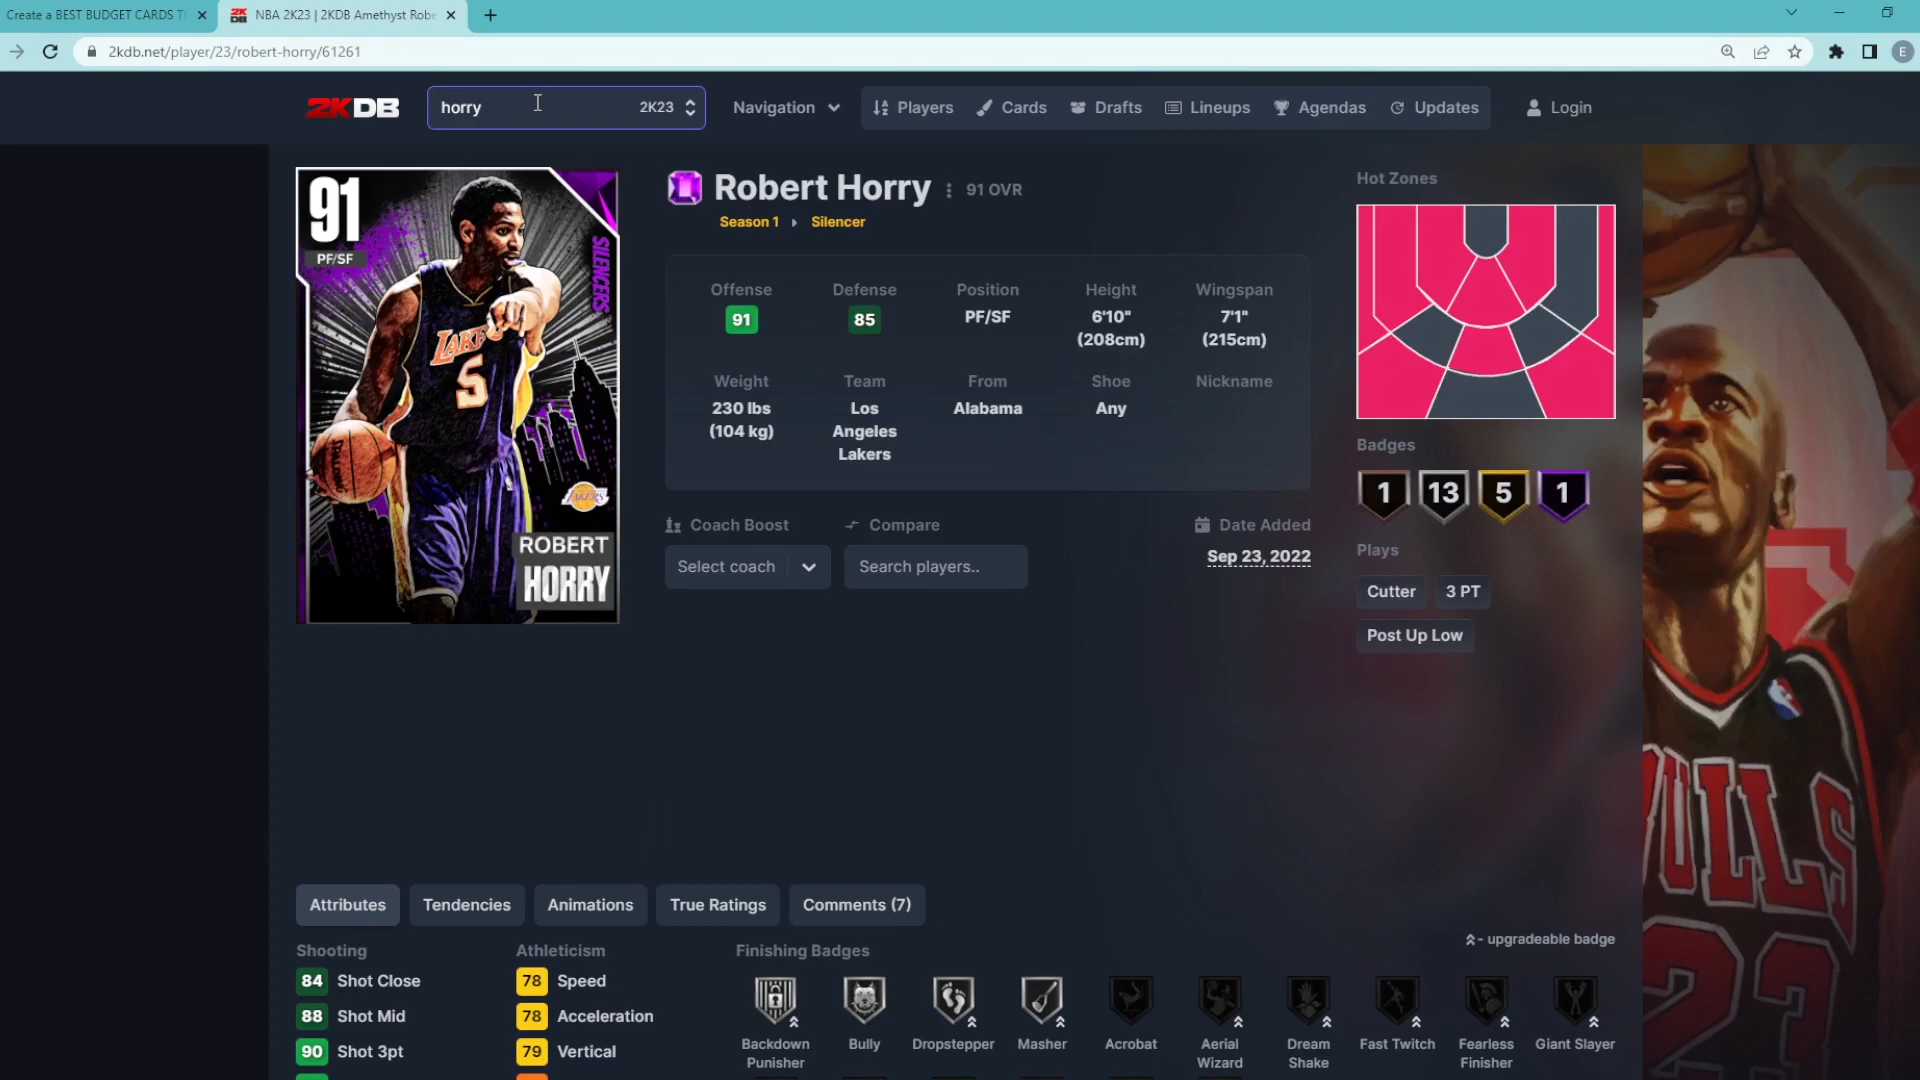 Create a BEST BUDGET CARDS T
NBA 2K23 | 2KDB Amethyst Robe
2kdb.net/player/23/robert-horry/61261
E
2KDB
horry
2K23
Navigation
Players
Cards
Drafts
Lineups
Agendas
Updates
Login
91
PF/SF
SILENCERS
LAKE
5
LAKERS
ROBERT
HORRY
Robert Horry
91 OVR
Season 1
Silencer
Offense
Defense
Position
Height
Wingspan
91
85
PF/SF
6'10"
(208cm)
7'1"
(215cm)
Weight
Team
From
Shoe
Nickname
230 lbs
(104 kg)
Los
Angeles
Lakers
Alabama
Any
Coach Boost
Compare
Date Added
Select coach
Search players..
Sep 23, 2022
Hot Zones
Badges
1
13
5
1
Plays
Cutter
3 PT
Post Up Low
ULLS
23
Attributes
Tendencies
Animations
True Ratings
Comments (7)
- upgradeable badge
Shooting
84 Shot Close
88 Shot Mid
90 Shot 3pt
Athleticism
78 Speed
78 Acceleration
79 Vertical
Finishing Badges
Backdown
Punisher
Bully
Dropstepper
Masher
Acrobat
Aerial
Wizard
Dream
Shake
Fast Twitch
Fearless
Finisher
Giant Slayer